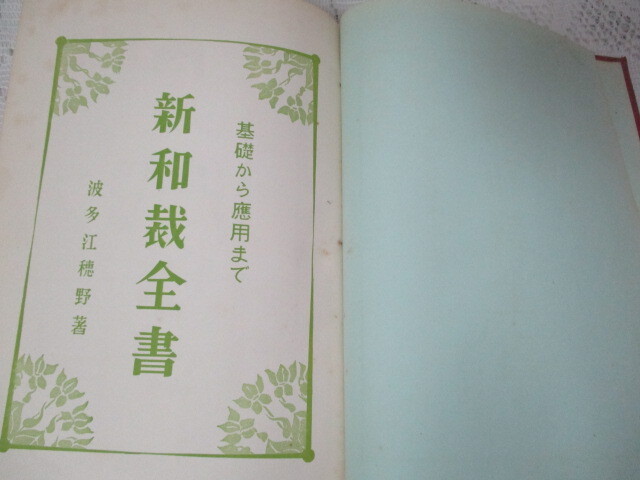 基礎から應用まで
新和裁全書
波多江穂野著